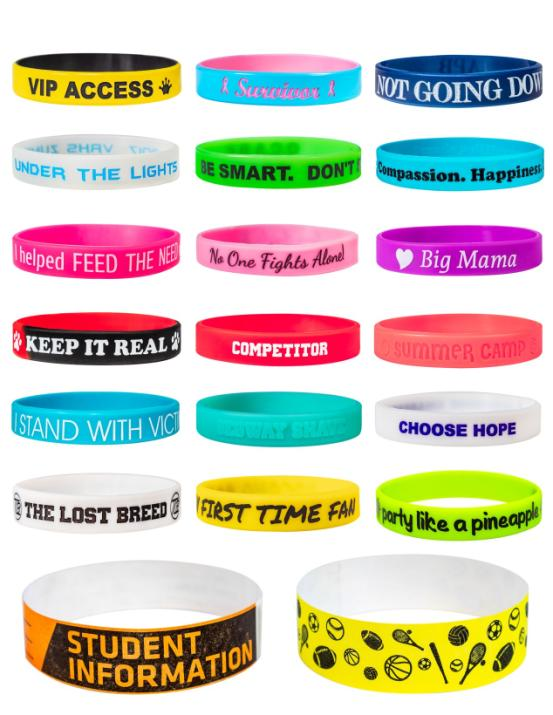 VIP ACCESS
Survivor
NOT GOING DOW
UNDER THE LIGHTS
BE SMART. DON'T
Compassion. Happiness.
I helped FEED THE NEED
No One Fights Alone!
Big Mama
KEEP IT REAL
COMPETITOR
SUMMER CAMP
I STAND WITH VICT
CHOOSE HOPE
THE LOST BREED
FIRST TIME FAN
party like a pineapple
STUDENT
INFORMATION